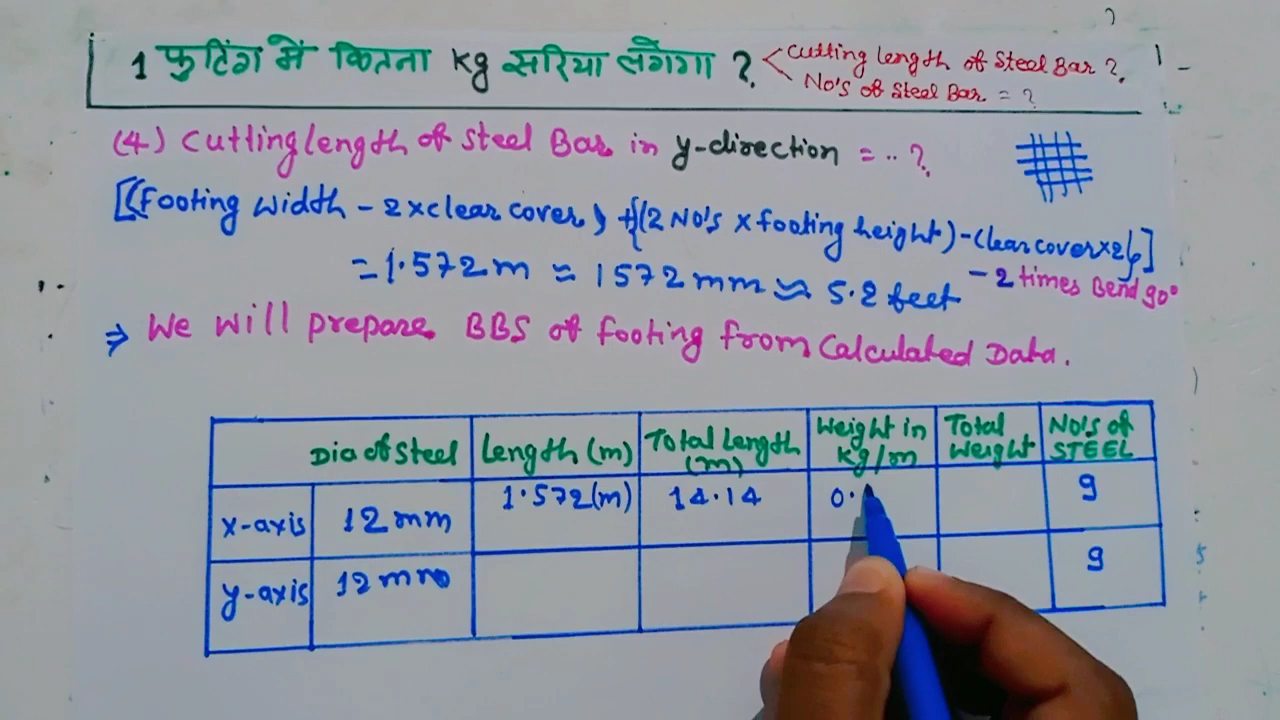 1 फुटिंग में कितना kg सरिया लगेगा ?
Cutting length of Steel Bar ?
No's of Steel Bar = ?
(4) Cutting length of Steel Bar in y-direction = .. ?
[(Footing width - 2 x clear cover) + {(2 No's x footing height) - Clear cover x 2}]
- 2 times Bend 90°
= 1.572 m ≈ 1572 mm ≈ 5.2 feet
⇒ We will prepare BBS of footing from Calculated Data.
Dia of Steel Length (m) Total Length (m) Weight in kg/m Total Weight No's of STEEL
x-axis 12 mm 1.572(m) 14.14 0. 9
y-axis 12 mm 9